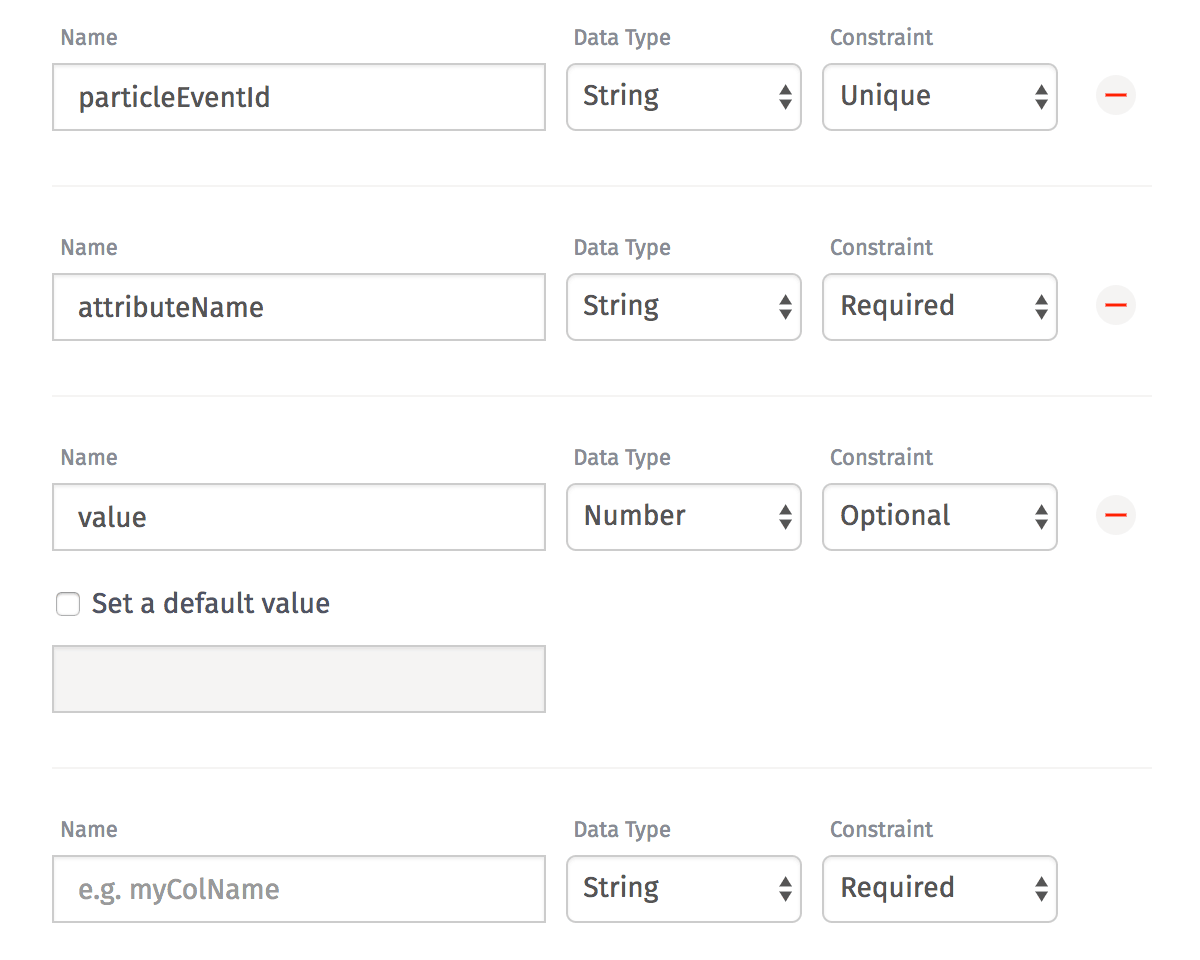 Name Data Type Constraint
particleEventId String Unique
Name Data Type Constraint
attributeName String Required
Name Data Type Constraint
value Number Optional
Set a default value
Name Data Type Constraint
e.g. myColName String Required